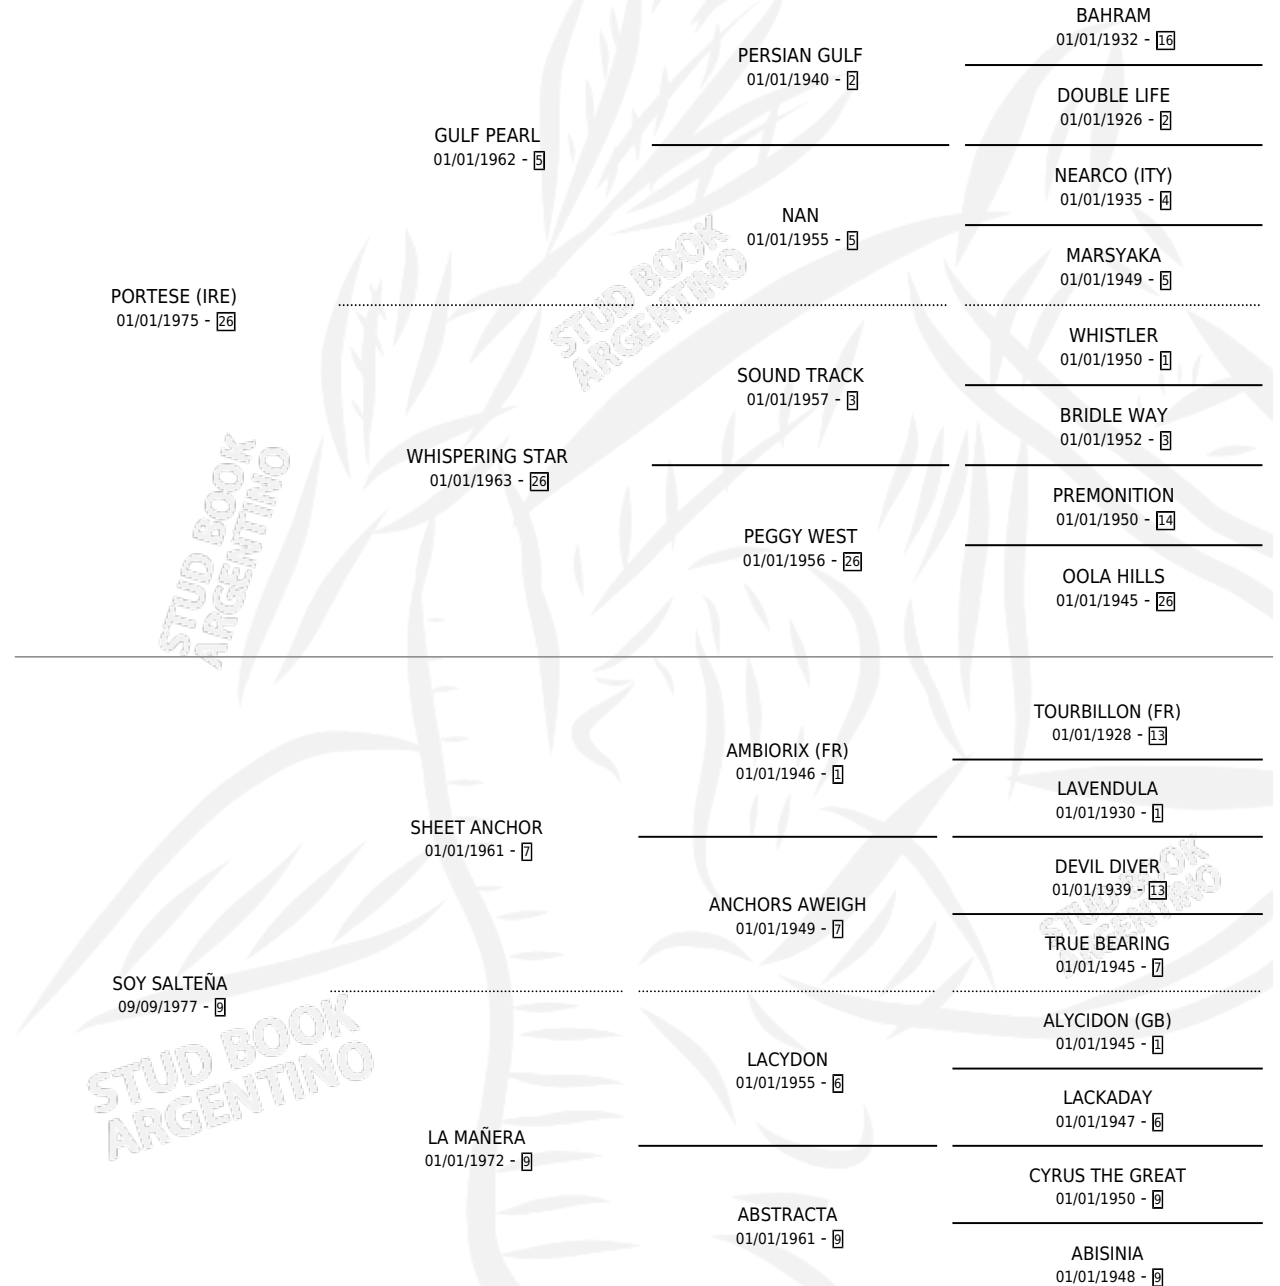 BAHRAM
01/01/1932 - 16
PERSIAN GULF
01/01/1940 - 2
DOUBLE LIFE
01/01/1926 - 2
GULF PEARL
01/01/1962 - 5
NEARCO (ITY)
01/01/1935 - 4
NAN
01/01/1955 - 5
MARSYAKA
01/01/1949 - 5
PORTESE (IRE)
01/01/1975 - 26
WHISTLER
01/01/1950 - 1
SOUND TRACK
01/01/1957 - 3
BRIDLE WAY
01/01/1952 - 3
WHISPERING STAR
01/01/1963 - 26
PREMONITION
01/01/1950 - 14
PEGGY WEST
01/01/1956 - 26
OOLA HILLS
01/01/1945 - 26
TOURBILLON (FR)
01/01/1928 - 13
AMBIORIX (FR)
01/01/1946 - 1
LAVENDULA
01/01/1930 - 1
SHEET ANCHOR
01/01/1961 - 7
DEVIL DIVER
01/01/1939 - 13
ANCHORS AWEIGH
01/01/1949 - 7
TRUE BEARING
01/01/1945 - 7
SOY SALTEÑA
09/09/1977 - 9
ALYCIDON (GB)
01/01/1945 - 1
LACYDON
01/01/1955 - 6
LACKADAY
01/01/1947 - 6
LA MAÑERA
01/01/1972 - 9
CYRUS THE GREAT
01/01/1950 - 9
ABSTRACTA
01/01/1961 - 9
ABISINIA
01/01/1948 - 9
STUD BOOK
ARGENTINO
STUD BOOK
ARGENTINO
STUD BOOK
ARGENTINO
STUD BOOK
ARGENTINO